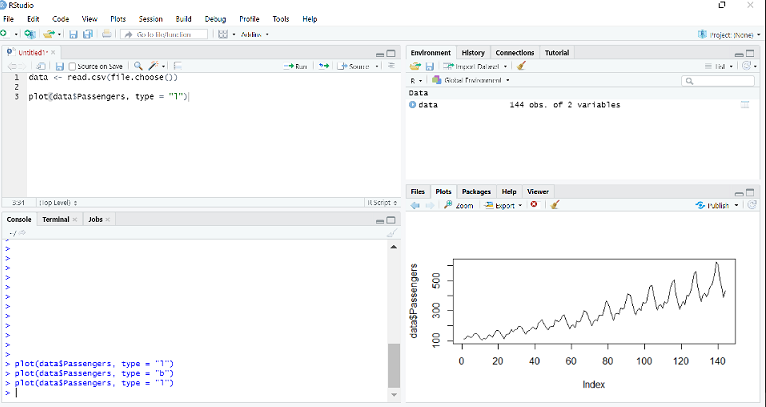 RStudio
File Edit Code View Plots Session Build Debug Profile Tools Help
Go to file/function Addins Project: (None)
Untitled1*
Source on Save Run Source
1 data <- read.csv(file.choose())
2
3 plot(data$Passengers, type = "l")
3:34 (Top Level) R Script
Console Terminal Jobs
~/
>
>
>
>
>
>
>
>
>
>
>
>
>
> plot(data$Passengers, type = "l")
> plot(data$Passengers, type = "b")
> plot(data$Passengers, type = "l")
>
Environment History Connections Tutorial
Import Dataset List
R Global Environment
Data
data 144 obs. of 2 variables
Files Plots Packages Help Viewer
Zoom Export Publish
data$Passengers
100 300 500
0 20 40 60 80 100 120 140
Index